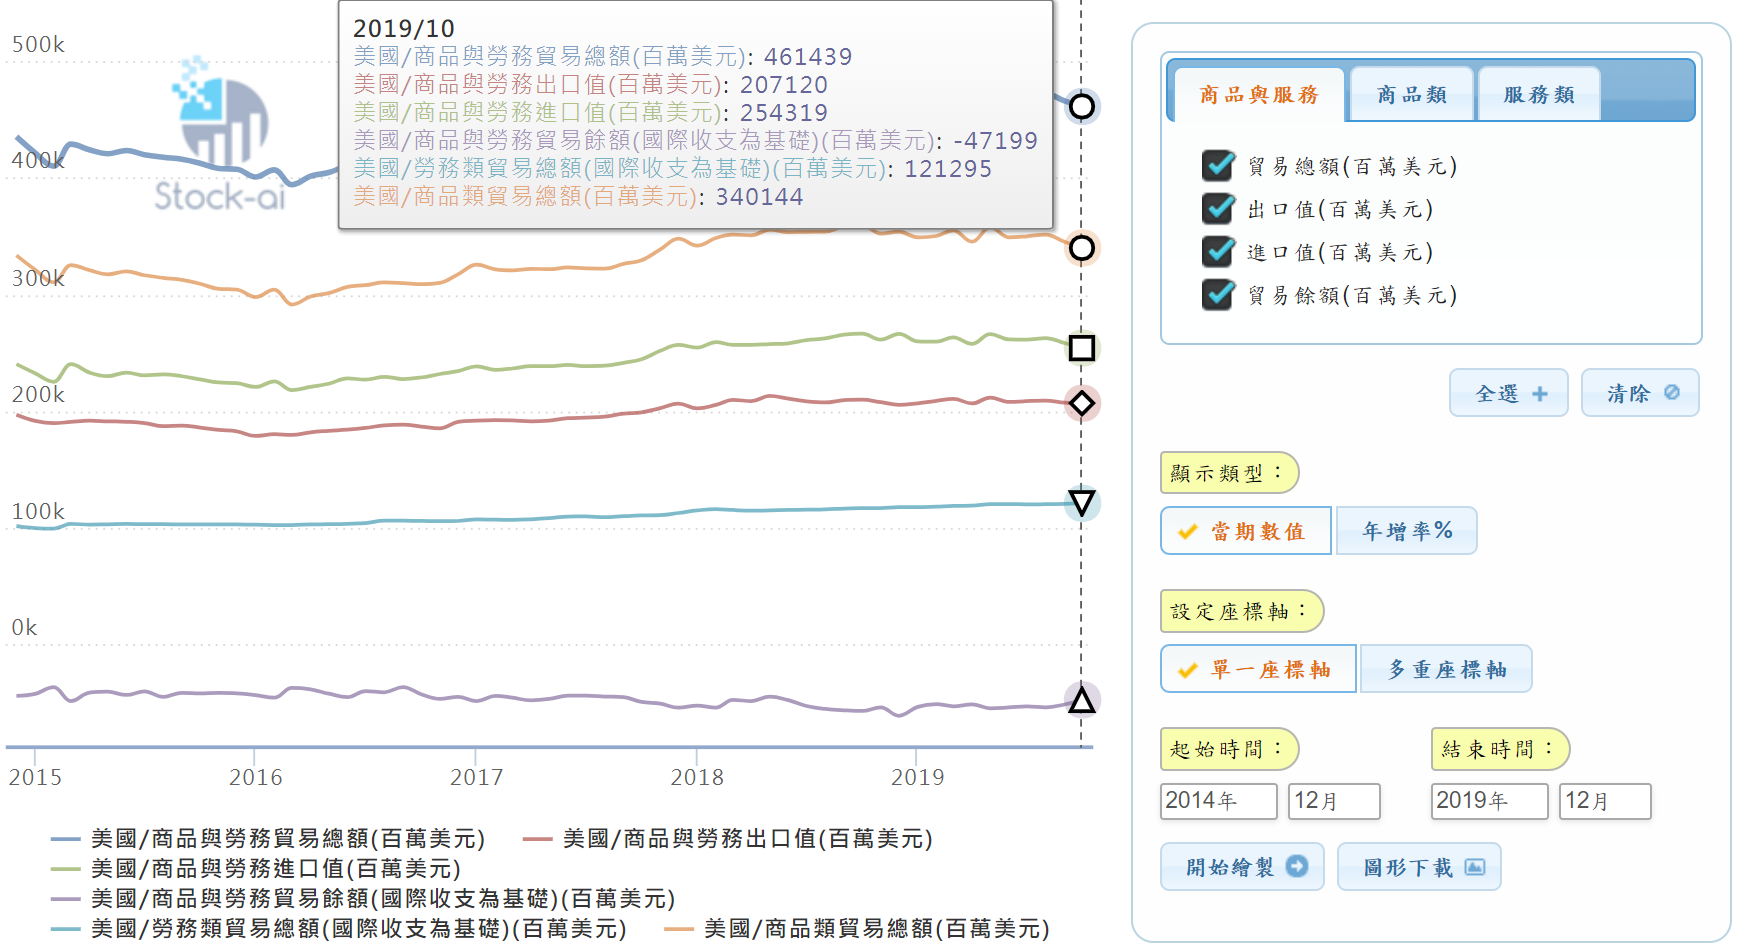 500k
400k
300k
200k
100k
0k
Stock-ai
2019/10
美國/商品與勞務貿易總額(百萬美元): 461439
美國/商品與勞務出口值(百萬美元): 207120
美國/商品與勞務進口值(百萬美元): 254319
美國/商品與勞務貿易餘額(國際收支為基礎)(百萬美元): -47199
美國/勞務類貿易總額(國際收支為基礎)(百萬美元): 121295
美國/商品類貿易總額(百萬美元): 340144
2015 2016 2017 2018 2019
美國/商品與勞務貿易總額(百萬美元) 美國/商品與勞務出口值(百萬美元)
美國/商品與勞務進口值(百萬美元)
美國/商品與勞務貿易餘額(國際收支為基礎)(百萬美元)
美國/勞務類貿易總額(國際收支為基礎)(百萬美元) 美國/商品類貿易總額(百萬美元)
商品與服務 商品類 服務類
貿易總額(百萬美元)
出口值(百萬美元)
進口值(百萬美元)
貿易餘額(百萬美元)
全選 清除
顯示類型：
當期數值 年增率%
設定座標軸：
單一座標軸 多重座標軸
起始時間： 結束時間：
2014年 12月 2019年 12月
開始繪製 圖形下載